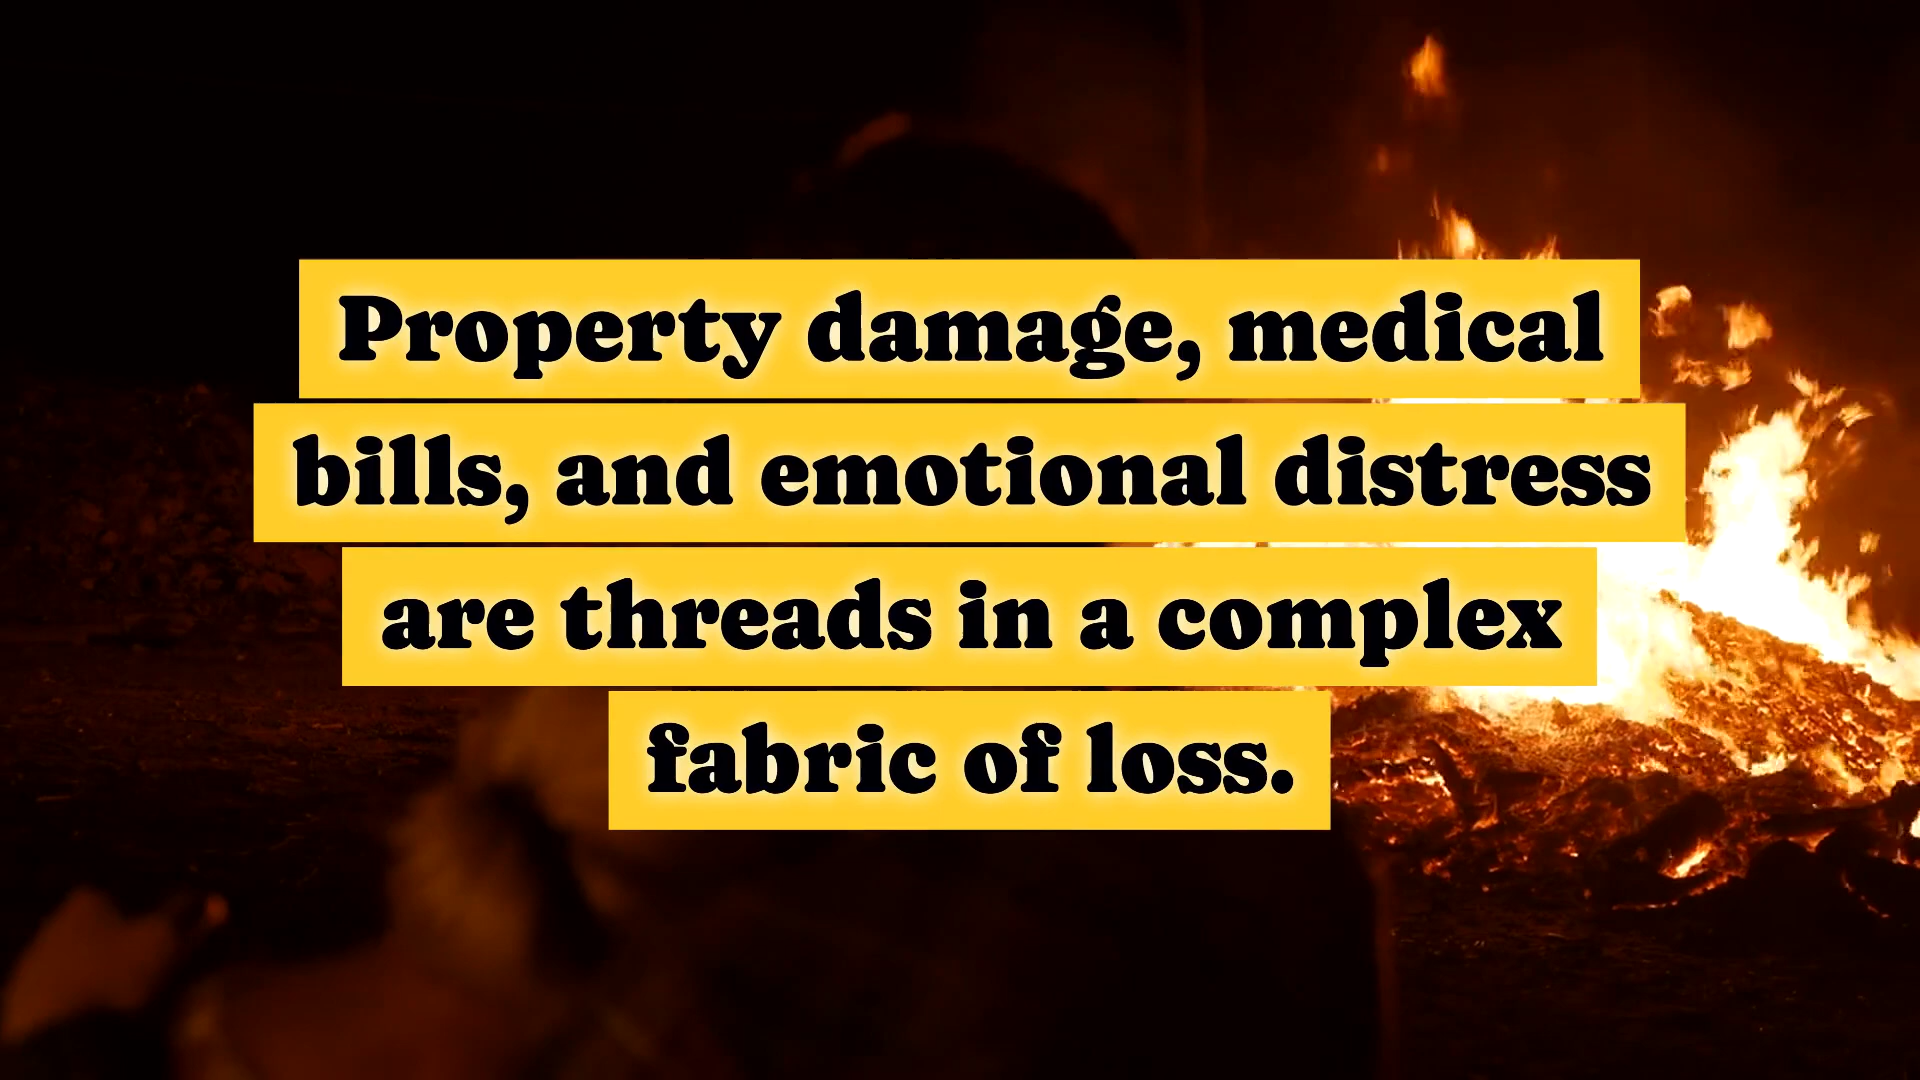 Property damage, medical
bills, and emotional distress
are threads in a complex
fabric of loss.